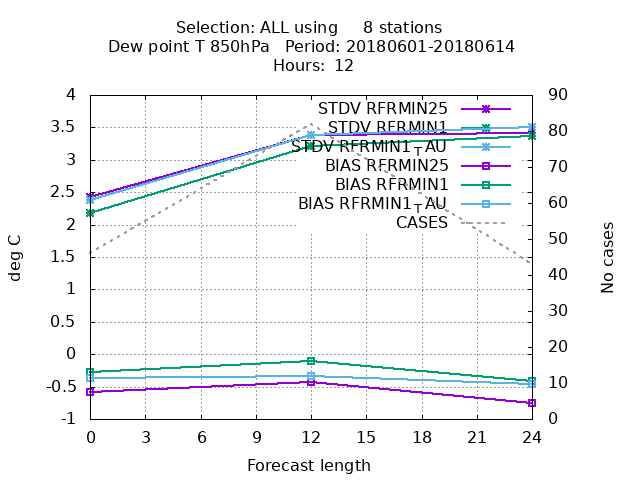 Selection: ALL using     8 stations
Dew point T 850hPa   Period: 20180601-20180614
Hours: 12
4
3.5
3
2.5
2
1.5
1
0.5
0
-0.5
-1
90
80
70
60
50
40
30
20
10
0
STDV RFRMIN25
STDV RFRMIN1
STDV RFRMIN1_AU
BIAS RFRMIN25
BIAS RFRMIN1
BIAS RFRMIN1_AU
CASES
deg C
No cases
0 3 6 9 12 15 18 21 24
Forecast length